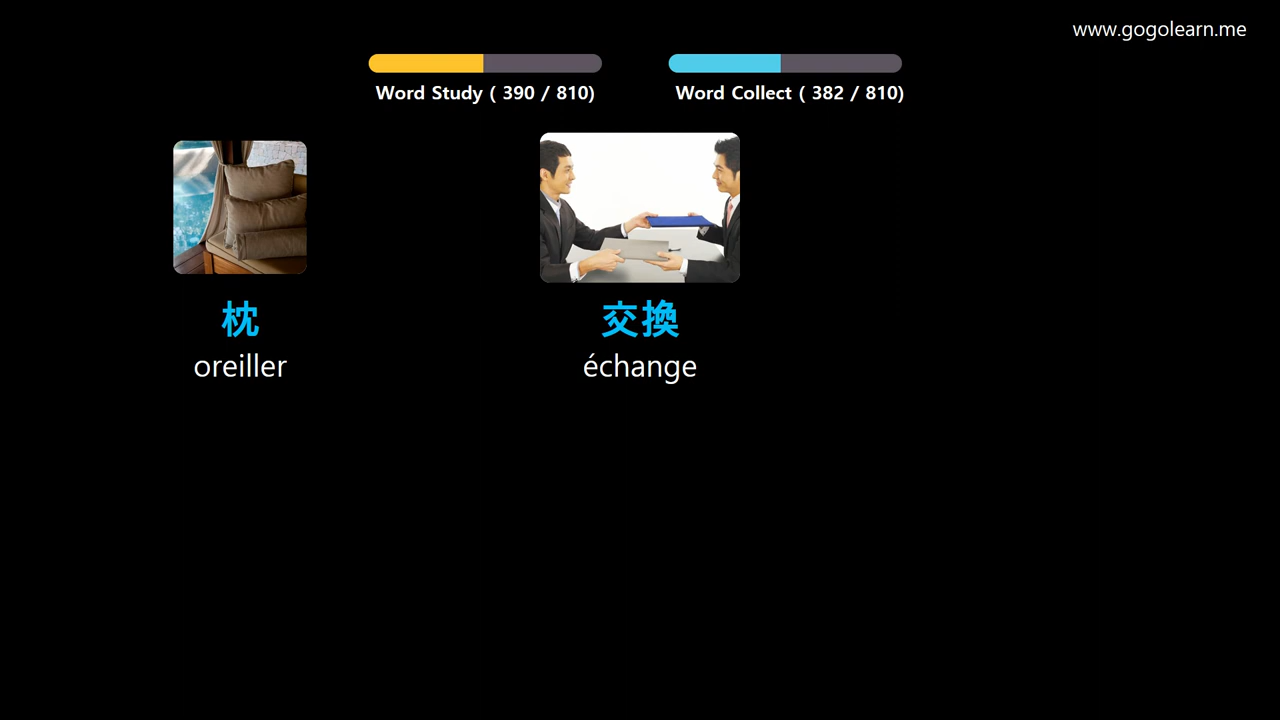 www.gogolearn.me
Word Study ( 390 / 810)
Word Collect ( 382 / 810)
枕
oreiller
交換
échange